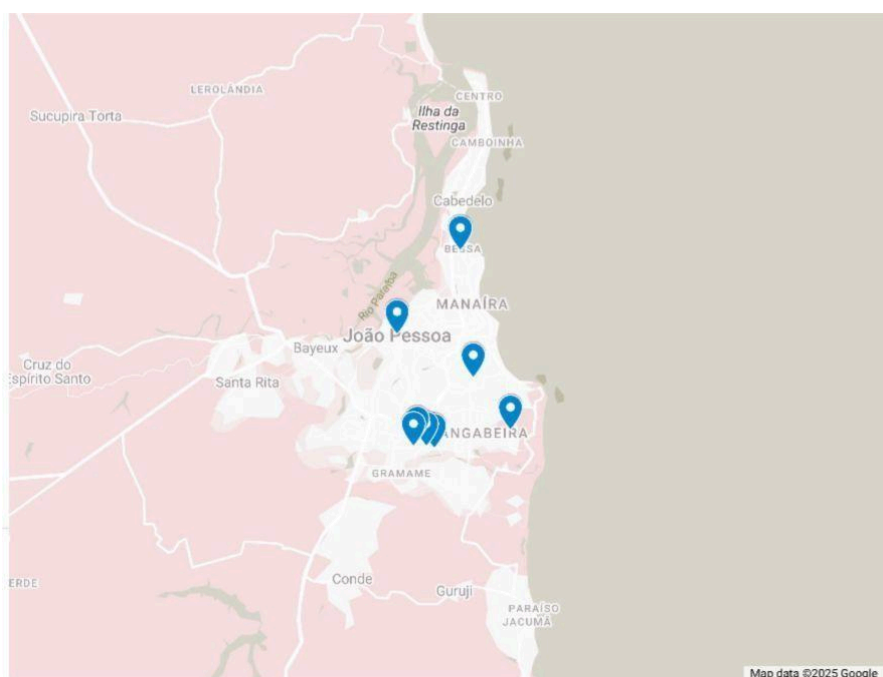 LEROLÂNDIA
CENTRO
Sucupira Torta
Ilha da
Restinga
CAMBOINHA
Cabedelo
BESSA
Rio Paraíba
MANAÍRA
João Pessoa
Bayeux
Cruz do
Espírito Santo
Santa Rita
ANGABEIRA
GRAMAME
Conde
ERDE
Guruji
PARAÍSO
JACUMÃ
Map data ©2025 Google